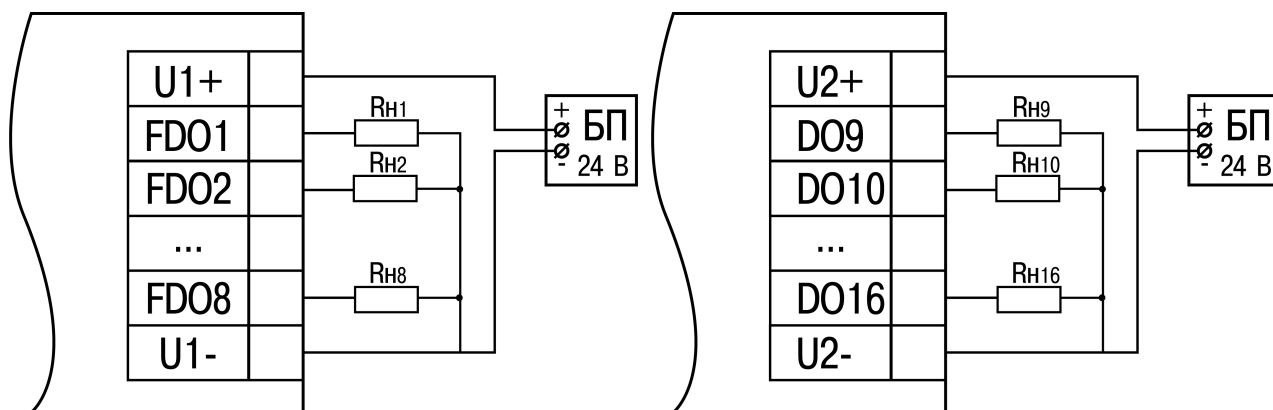 U1+
FDO1
FDO2
...
FDO8
U1-
Rн1
Rн2
Rн8
+
БП
-
24 В
U2+
DO9
DO10
...
DO16
U2-
Rн9
Rн10
Rн16
+
БП
-
24 В